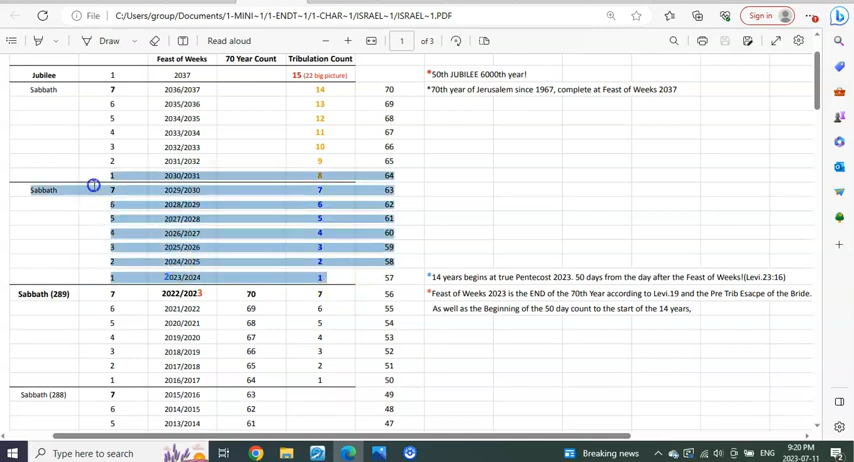 File C:/Users/group/Documents/1-MINI~1/1-ENDT~1/1-CHAR~1/ISRAEL~1/ISRAEL~1.PDF Sign in
Draw Read aloud 1 of 3
Feast of Weeks 70 Year Count Tribulation Count
Jubilee 1 2037 15 (22 big picture) *50th JUBILEE 6000th year!
Sabbath 7 2036/2037 14 70 *70th year of Jerusalem since 1967, complete at Feast of Weeks 2037
6 2035/2036 13 69
5 2034/2035 12 68
4 2033/2034 11 67
3 2032/2033 10 66
2 2031/2032 9 65
1 2030/2031 8 64
Sabbath 7 2029/2030 7 63
6 2028/2029 6 62
5 2027/2028 5 61
4 2026/2027 4 60
3 2025/2026 3 59
2 2024/2025 2 58
1 2023/2024 1 57 *14 years begins at true Pentecost 2023. 50 days from the day after the Feast of Weeks!(Levi.23:16)
Sabbath (289) 7 2022/2023 70 7 56 *Feast of Weeks 2023 is the END of the 70th Year according to Levi.19 and the Pre Trib Esacpe of the Bride.
6 2021/2022 69 6 55 As well as the Beginning of the 50 day count to the start of the 14 years,
5 2020/2021 68 5 54
4 2019/2020 67 4 53
3 2018/2019 66 3 52
2 2017/2018 65 2 51
1 2016/2017 64 1 50
Sabbath (288) 7 2015/2016 63 49
6 2014/2015 62 48
5 2013/2014 61 47
Type here to search Breaking news ENG 9:20 PM
2023-07-11